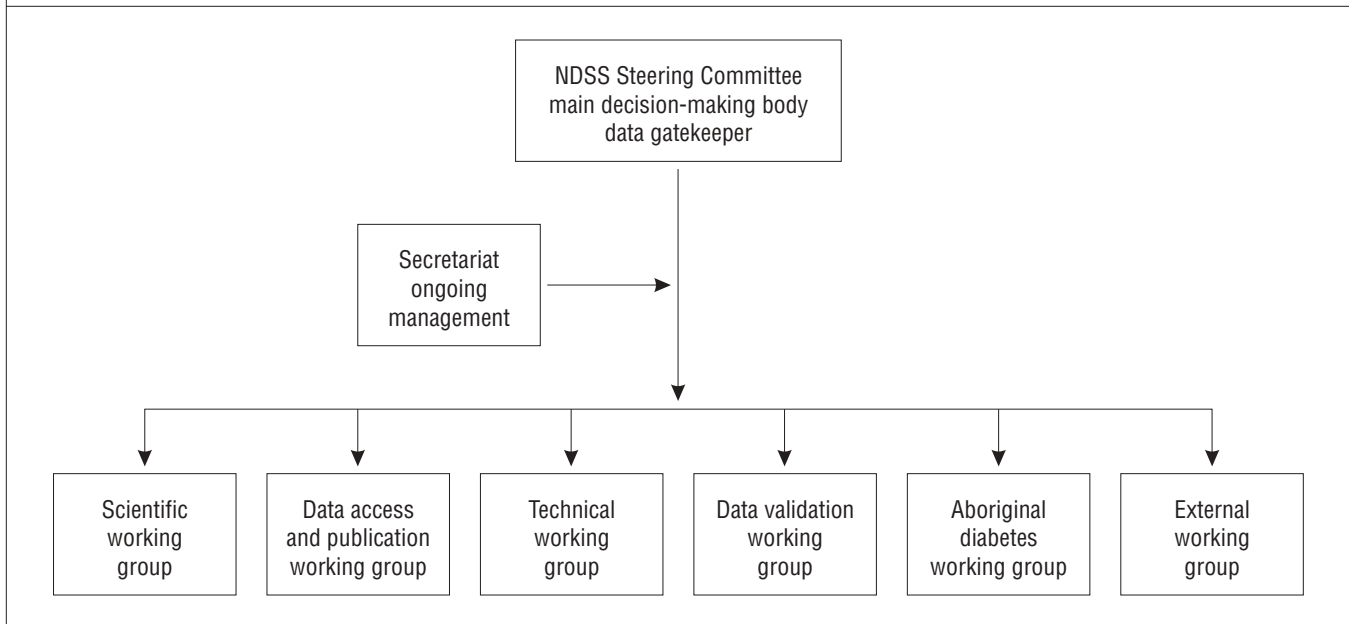 NDSS Steering Committee
main decision-making body
data gatekeeper
Secretariat
ongoing
management
Scientific
working
group
Data access
and publication
working group
Technical
working
group
Data validation
working
group
Aboriginal
diabetes
working group
External
working
group